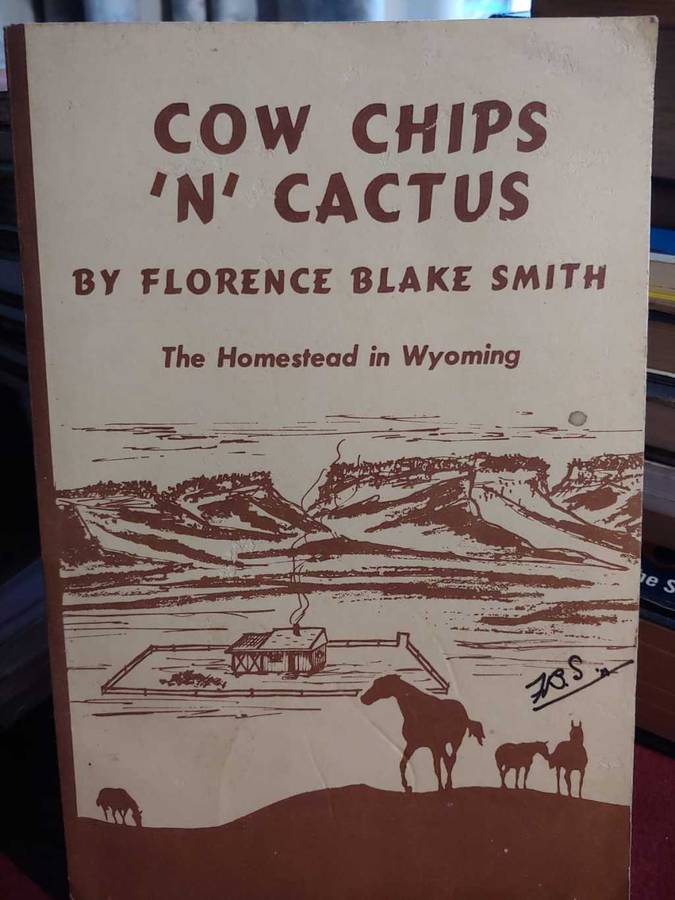 COW CHIPS
'N' CACTUS
BY FLORENCE BLAKE SMITH
The Homestead in Wyoming
e S